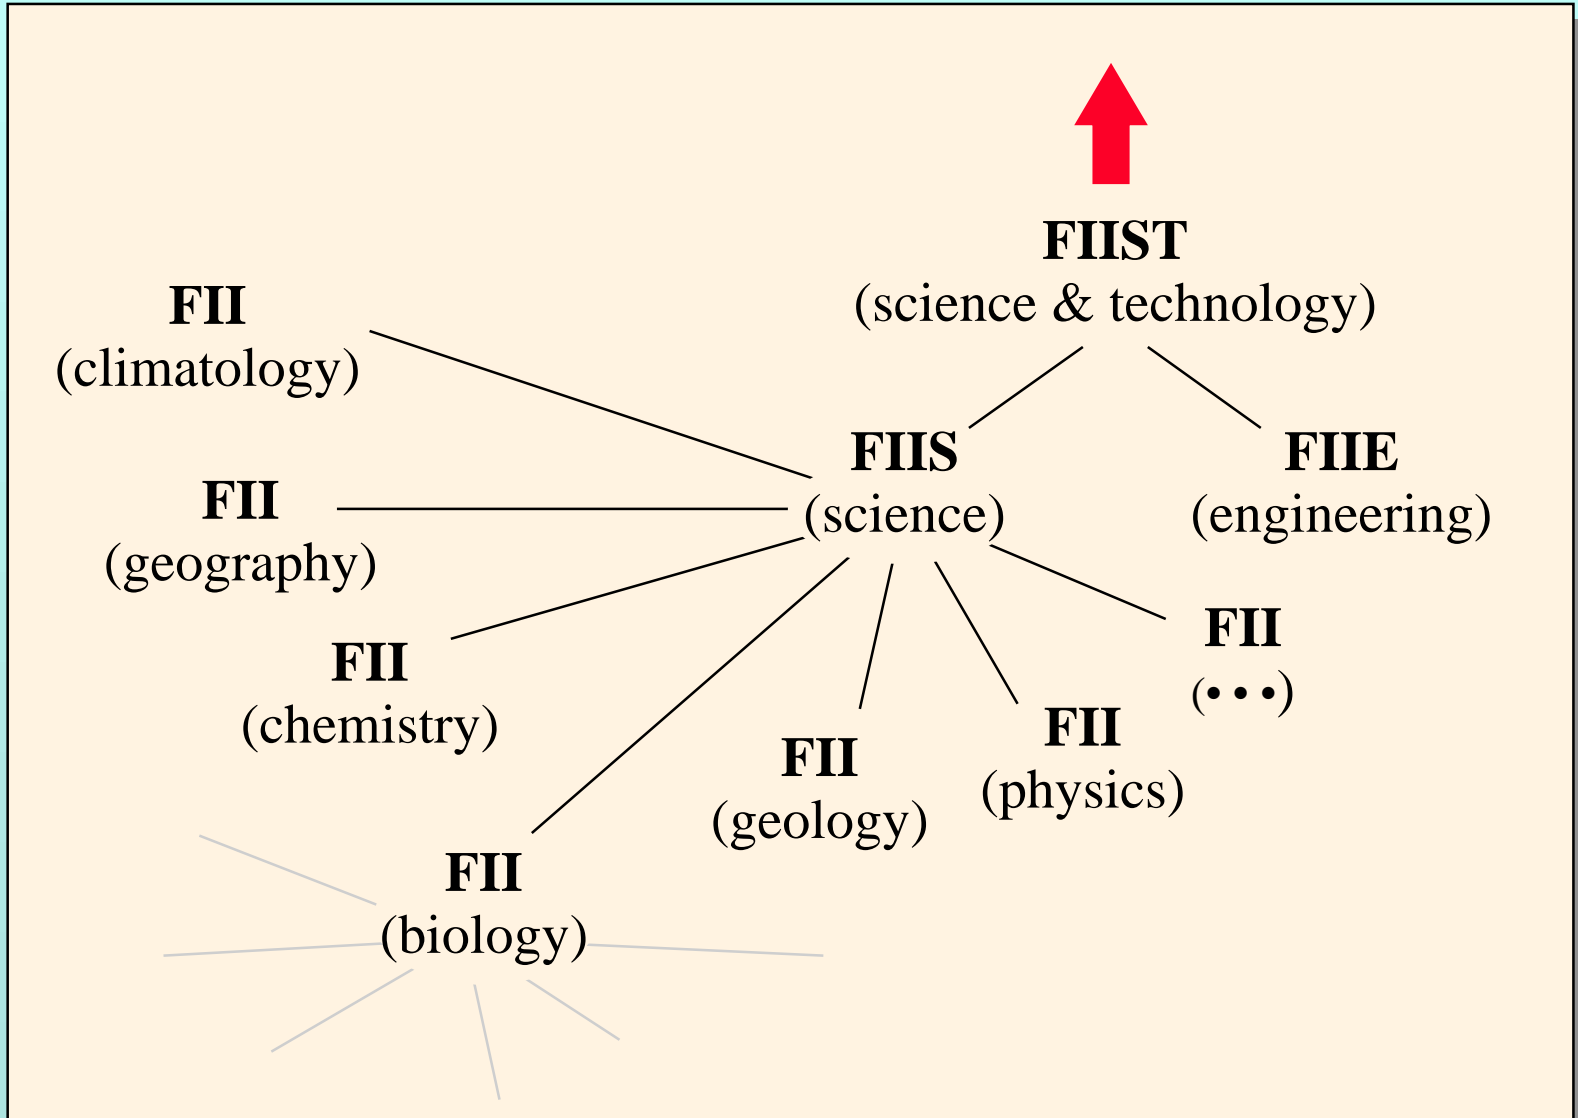 FIIST
(science & technology)
FII
(climatology)
FIIS
(science)
FIIE
(engineering)
FII
(geography)
FII
(•••)
FII
(chemistry)
FII
(physics)
FII
(geology)
FII
(biology)